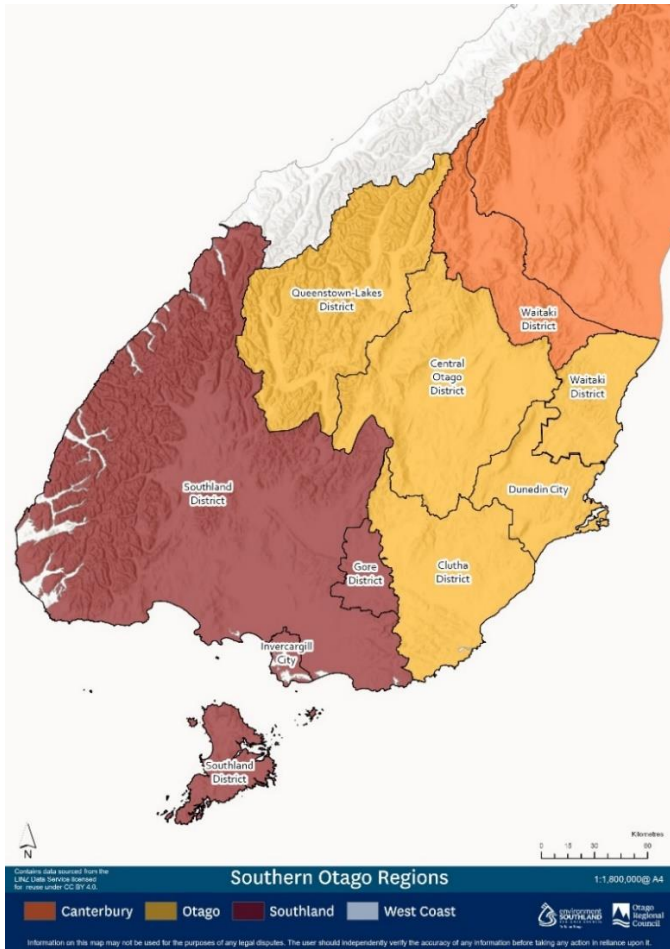 Queenstown-Lakes
District
Waitaki
District
Central
Otago
District
Waitaki
District
Southland
District
Dunedin City
Gore
District
Clutha
District
Invercargill
City
Southland
District
N
Kilometres
0 15 30 60
Contains data sourced from the
LINZ Data Service licensed
for reuse under CC BY 4.0.
Southern Otago Regions
1:1,800,000@ A4
Canterbury
Otago
Southland
West Coast
environment
SOUTHLAND
Otago
Regional
Council
Information on this map may not be used for the purposes of any legal disputes. The user should independently verify the accuracy of any information before taking any action in reliance upon it.